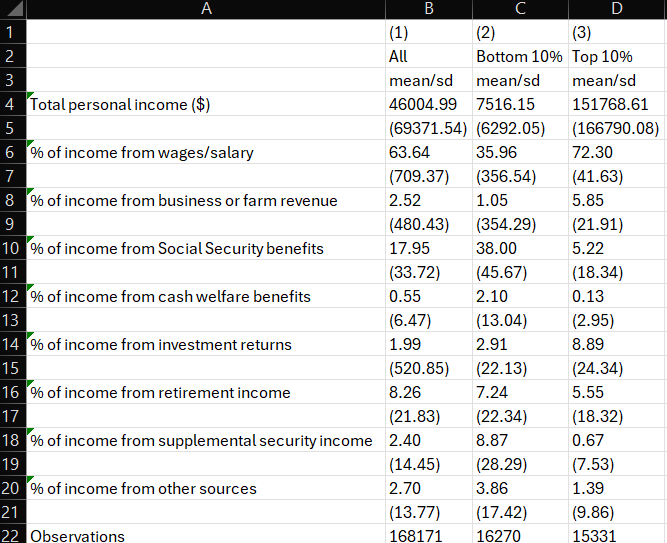 A B C D
1 (1) (2) (3)
2 All Bottom 10% Top 10%
3 mean/sd mean/sd mean/sd
4 Total personal income ($) 46004.99 7516.15 151768.61
5 (69371.54) (6292.05) (166790.08)
6 % of income from wages/salary 63.64 35.96 72.30
7 (709.37) (356.54) (41.63)
8 % of income from business or farm revenue 2.52 1.05 5.85
9 (480.43) (354.29) (21.91)
10 % of income from Social Security benefits 17.95 38.00 5.22
11 (33.72) (45.67) (18.34)
12 % of income from cash welfare benefits 0.55 2.10 0.13
13 (6.47) (13.04) (2.95)
14 % of income from investment returns 1.99 2.91 8.89
15 (520.85) (22.13) (24.34)
16 % of income from retirement income 8.26 7.24 5.55
17 (21.83) (22.34) (18.32)
18 % of income from supplemental security income 2.40 8.87 0.67
19 (14.45) (28.29) (7.53)
20 % of income from other sources 2.70 3.86 1.39
21 (13.77) (17.42) (9.86)
22 Observations 168171 16270 15331